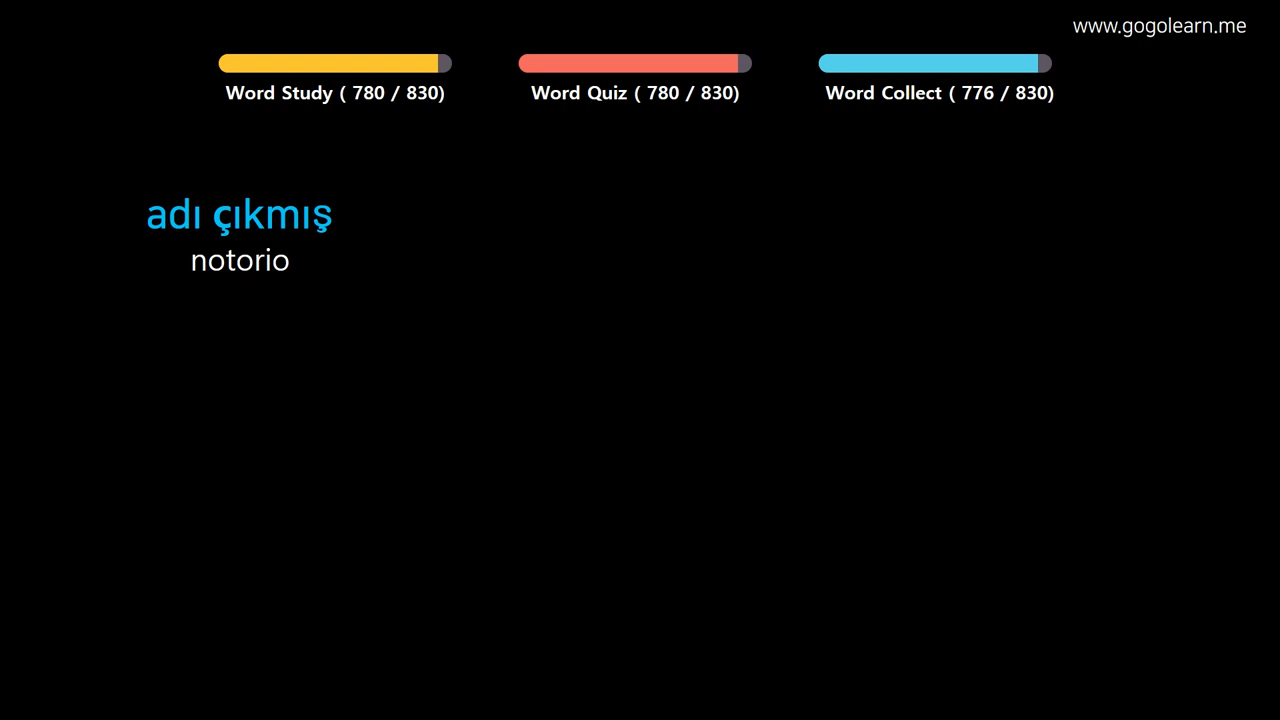 www.gogolearn.me
Word Study ( 780 / 830)
Word Quiz ( 780 / 830)
Word Collect ( 776 / 830)
adı çıkmış
notorio